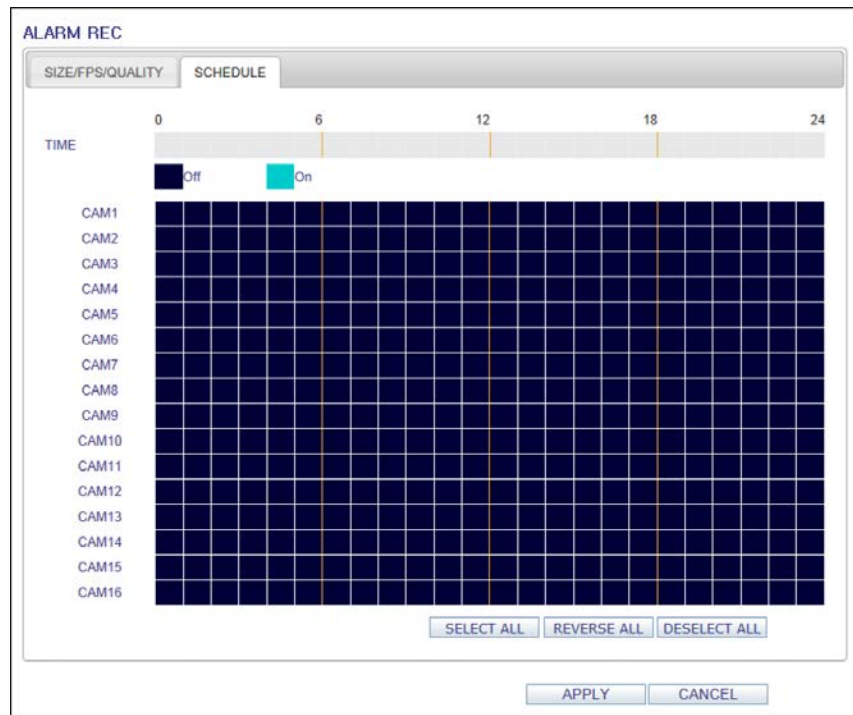 ALARM REC
SIZE/FPS/QUALITY SCHEDULE
0 6 12 18 24
TIME
Off On
CAM1
CAM2
CAM3
CAM4
CAM5
CAM6
CAM7
CAM8
CAM9
CAM10
CAM11
CAM12
CAM13
CAM14
CAM15
CAM16
SELECT ALL REVERSE ALL DESELECT ALL
APPLY CANCEL